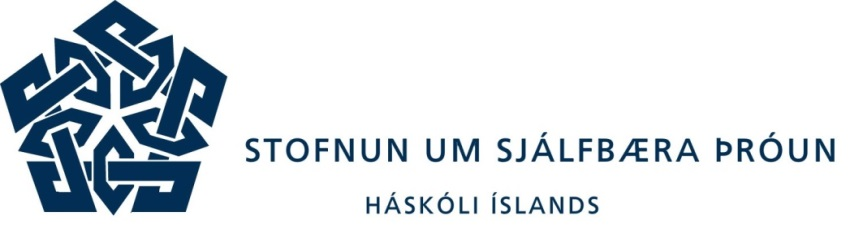 STOFNUN UM SJÁLFBÆRA ÞRÓUN
HÁSKÓLI ÍSLANDS